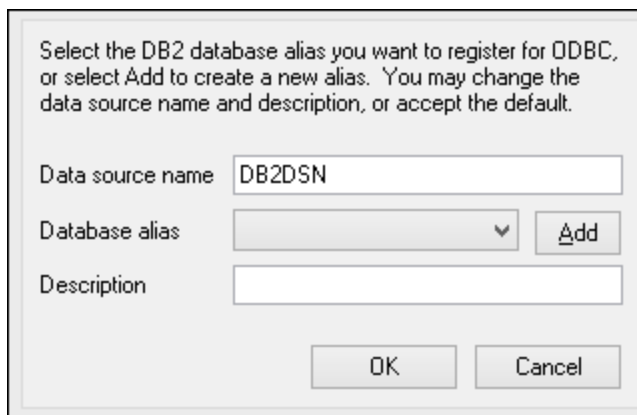 Select the DB2 database alias you want to register for ODBC,
or select Add to create a new alias. You may change the
data source name and description, or accept the default.
Data source name DB2DSN
Database alias Add
Description
OK Cancel